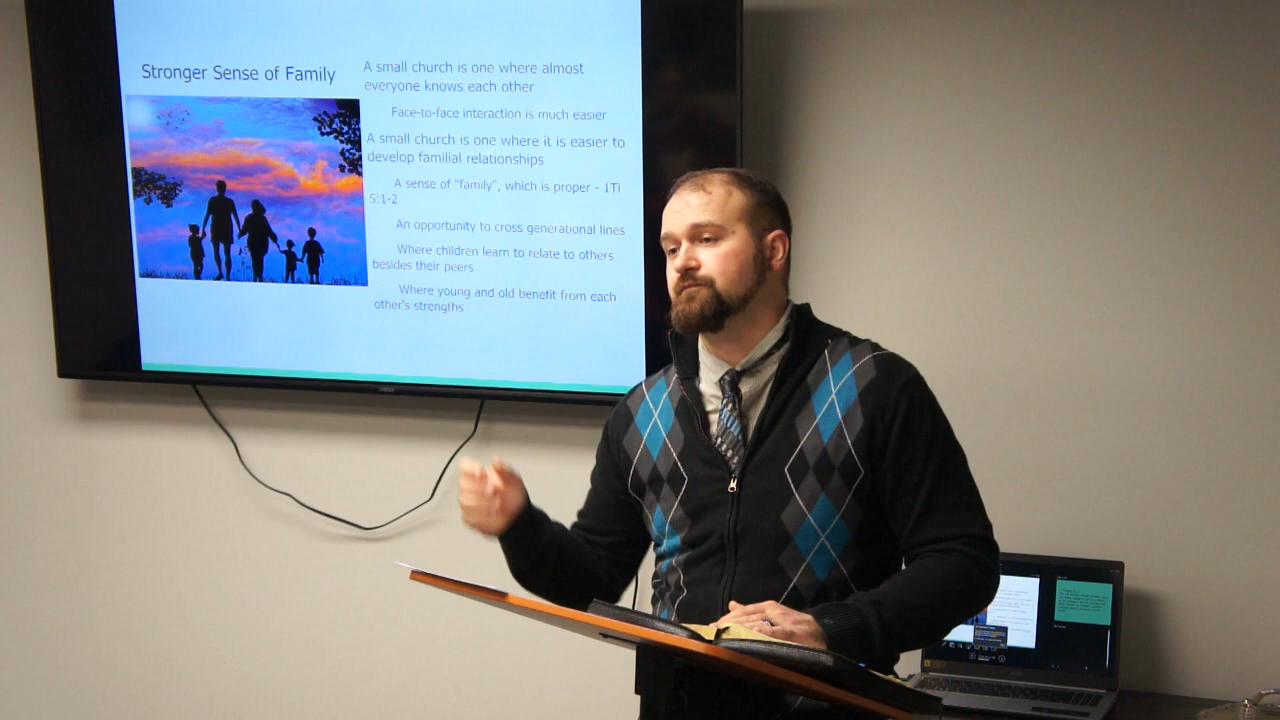 Stronger Sense of Family
A small church is one where almost
everyone knows each other
Face-to-face interaction is much easier
A small church is one where it is easier to
develop familial relationships
A sense of "family", which is proper - 1Ti
5:1-2
An opportunity to cross generational lines
Where children learn to relate to others
besides their peers
Where young and old benefit from each
other's strengths
VIZIO